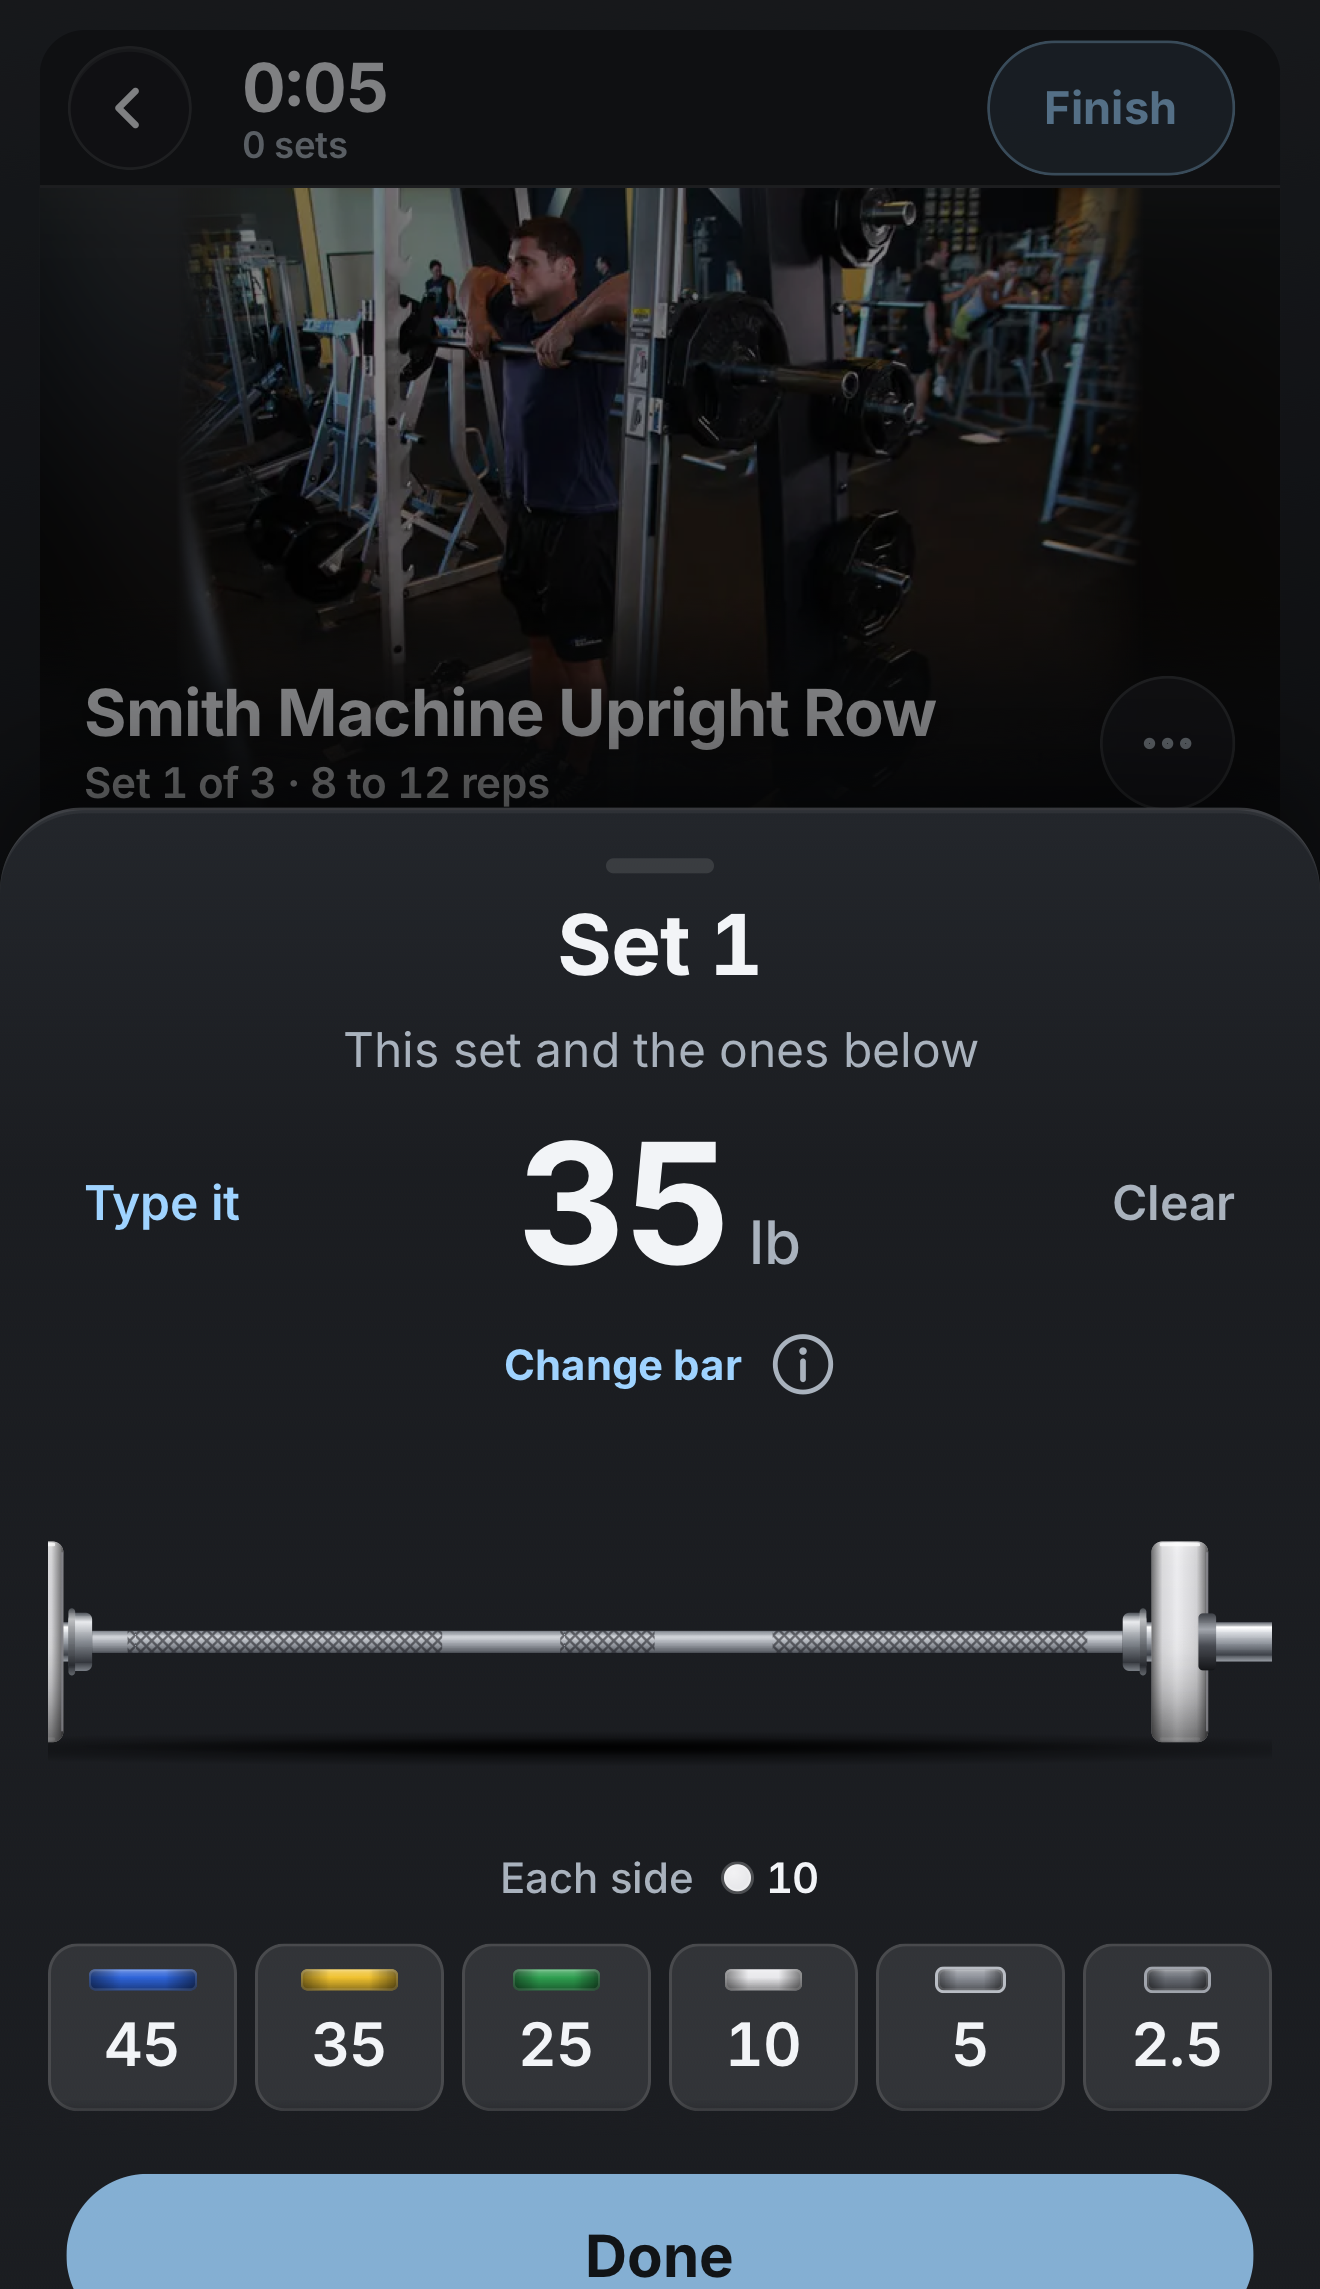 0:05
0 sets
Finish
Smith Machine Upright Row
Set 1 of 3 · 8 to 12 reps
Set 1
This set and the ones below
Type it
35 lb
Clear
Change bar
Each side 10
45 35 25 10 5 2.5
Done